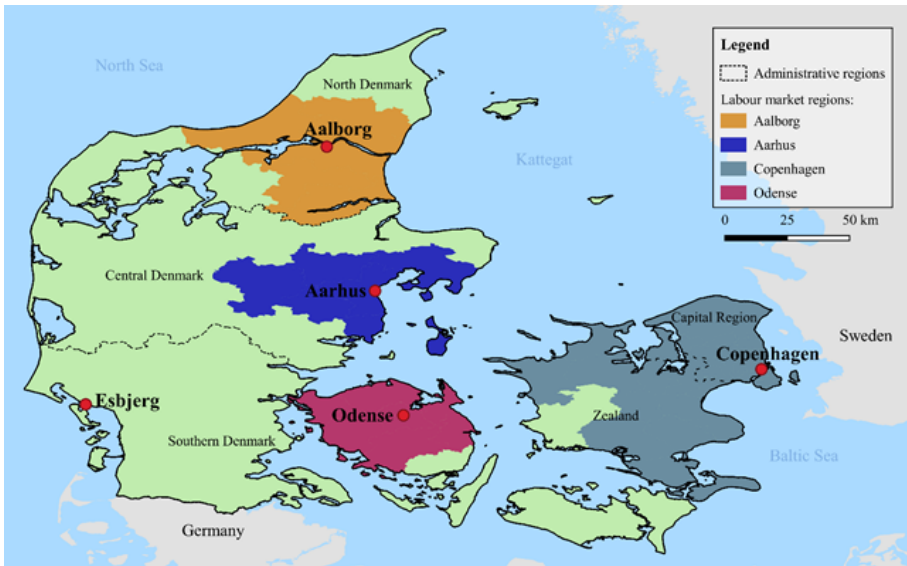 North Sea
North Denmark
Aalborg
Kattegat
Central Denmark
Aarhus
Capital Region
Copenhagen
Sweden
Esbjerg
Odense
Zealand
Southern Denmark
Baltic Sea
Germany
Legend
Administrative regions
Labour market regions:
Aalborg
Aarhus
Copenhagen
Odense
0 25 50 km